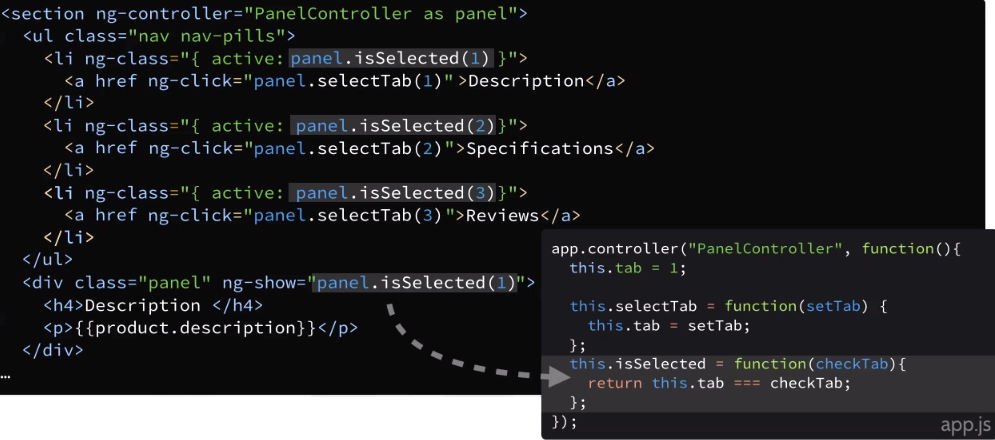 <section ng-controller="PanelController as panel">
<ul class="nav nav-pills">
<li ng-class="{ active: panel.isSelected(1) }">
<a href ng-click="panel.selectTab(1)">Description</a>
</li>
<li ng-class="{ active: panel.isSelected(2)}">
<a href ng-click="panel.selectTab(2)">Specifications</a>
</li>
<li ng-class="{ active: panel.isSelected(3)}">
<a href ng-click="panel.selectTab(3)">Reviews</a>
</li>
</ul>
<div class="panel" ng-show="panel.isSelected(1)">
<h4>Description </h4>
<p>{{product.description}}</p>
</div>
…
app.controller("PanelController", function(){
this.tab = 1;
this.selectTab = function(setTab) {
this.tab = setTab;
};
this.isSelected = function(checkTab){
return this.tab === checkTab;
};
});
app.js